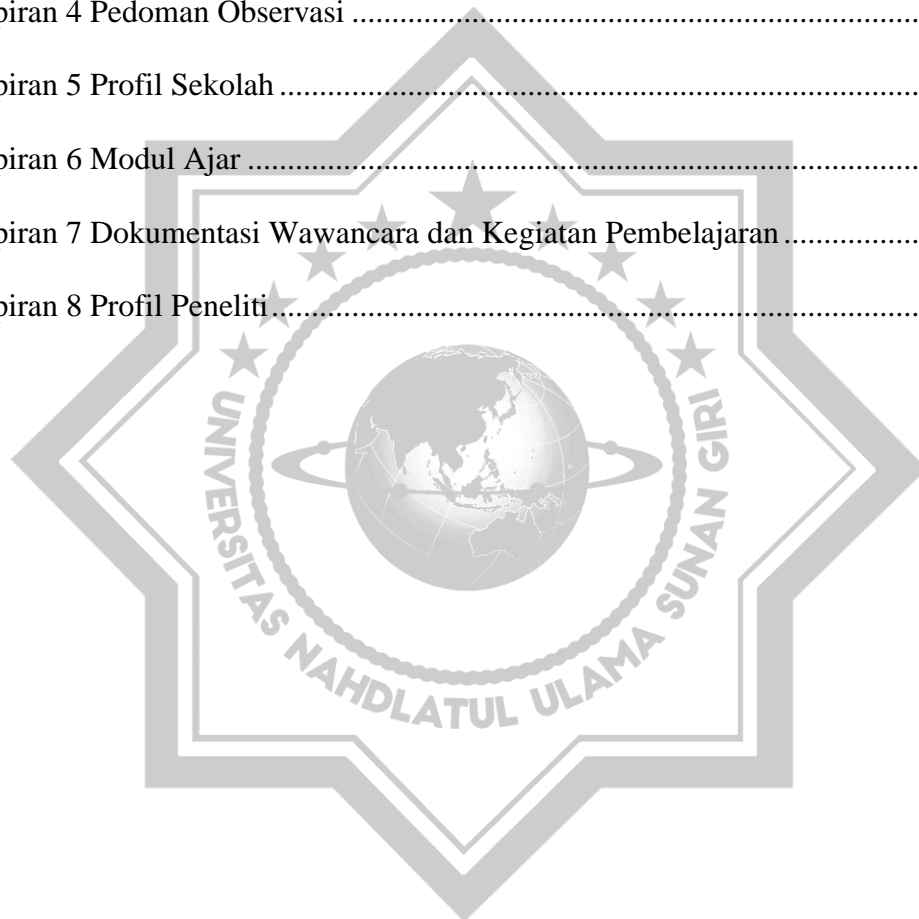 piran 4 Pedoman Observasi ........................................................................
piran 5 Profil Sekolah ..................................................................................
piran 6 Modul Ajar ......................................................................................
piran 7 Dokumentasi Wawancara dan Kegiatan Pembelajaran .................
piran 8 Profil Peneliti...................................................................................
UNIVERSITAS NAHDLATUL ULAMA SUNAN GIRI